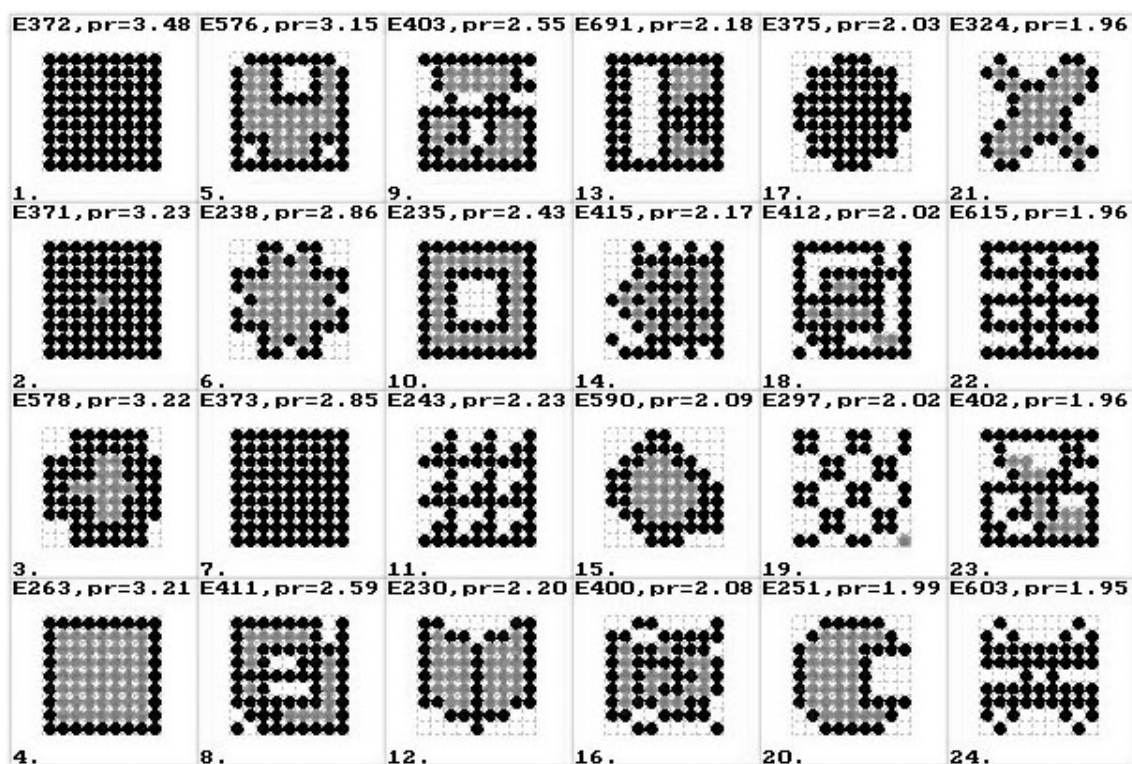 E372,pr=3.48 E576,pr=3.15 E403,pr=2.55 E691,pr=2.18 E375,pr=2.03 E324,pr=1.96
1. 5. 9. 13. 17. 21.
E371,pr=3.23 E238,pr=2.86 E235,pr=2.43 E415,pr=2.17 E412,pr=2.02 E615,pr=1.96
2. 6. 10. 14. 18. 22.
E578,pr=3.22 E373,pr=2.85 E243,pr=2.23 E590,pr=2.09 E297,pr=2.02 E402,pr=1.96
3. 7. 11. 15. 19. 23.
E263,pr=3.21 E411,pr=2.59 E230,pr=2.20 E400,pr=2.08 E251,pr=1.99 E603,pr=1.95
4. 8. 12. 16. 20. 24.